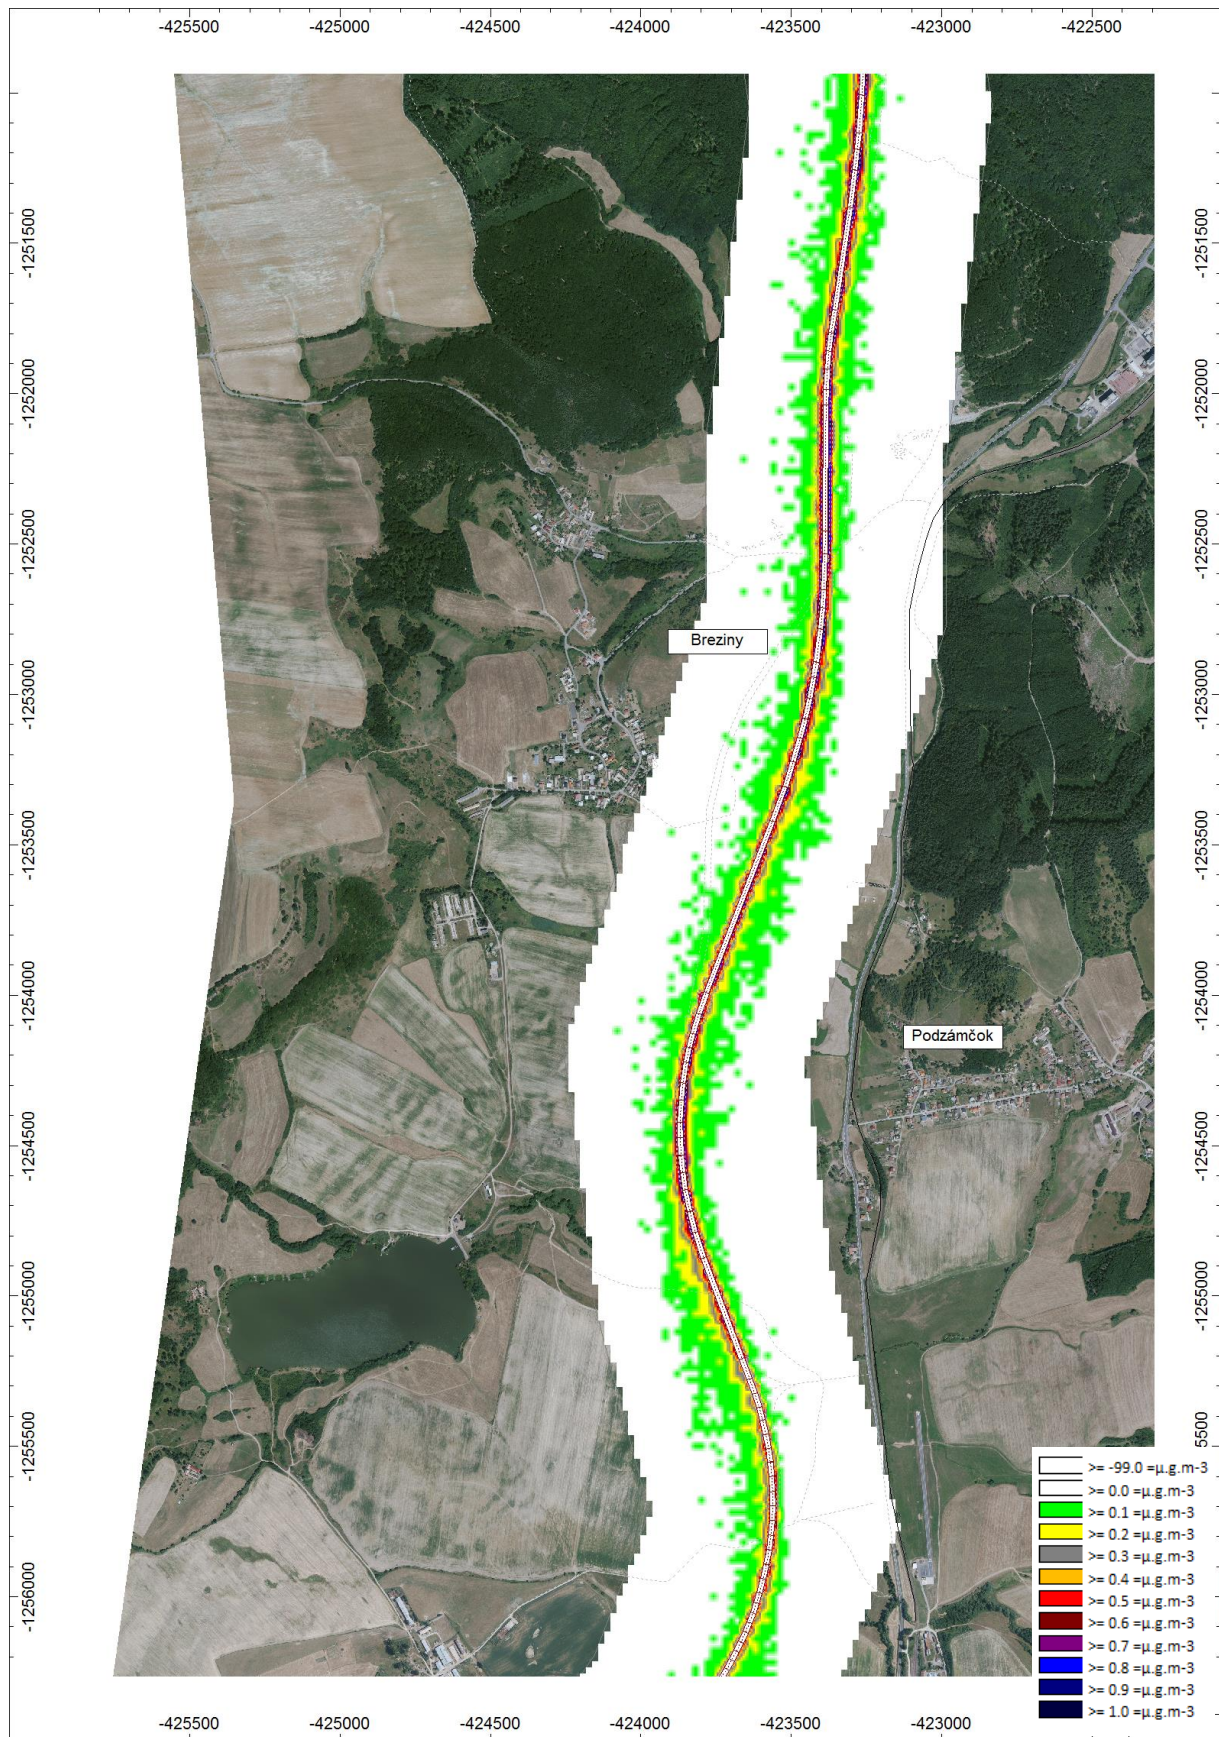 -425500 -425000 -424500 -424000 -423500 -423000 -422500
-1251500 -1251500
-1252000 -1252000
-1252500 -1252500
Breziny
-1253000 -1253000
-1253500 -1253500
-1254000 -1254000
Podzámčok
-1254500 -1254500
-1255000 -1255000
-1255500 5500
>= -99.0 =µ.g.m-3
>= 0.0 =µ.g.m-3
>= 0.1 =µ.g.m-3
>= 0.2 =µ.g.m-3
>= 0.3 =µ.g.m-3
>= 0.4 =µ.g.m-3
>= 0.5 =µ.g.m-3
>= 0.6 =µ.g.m-3
>= 0.7 =µ.g.m-3
>= 0.8 =µ.g.m-3
>= 0.9 =µ.g.m-3
>= 1.0 =µ.g.m-3
-1256000
-425500 -425000 -424500 -424000 -423500 -423000